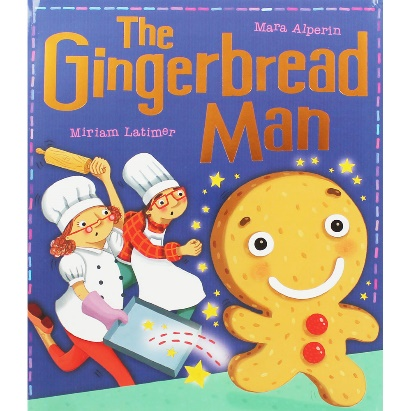 The
Mara Alperin
Gingerbread
Miriam Latimer
Man